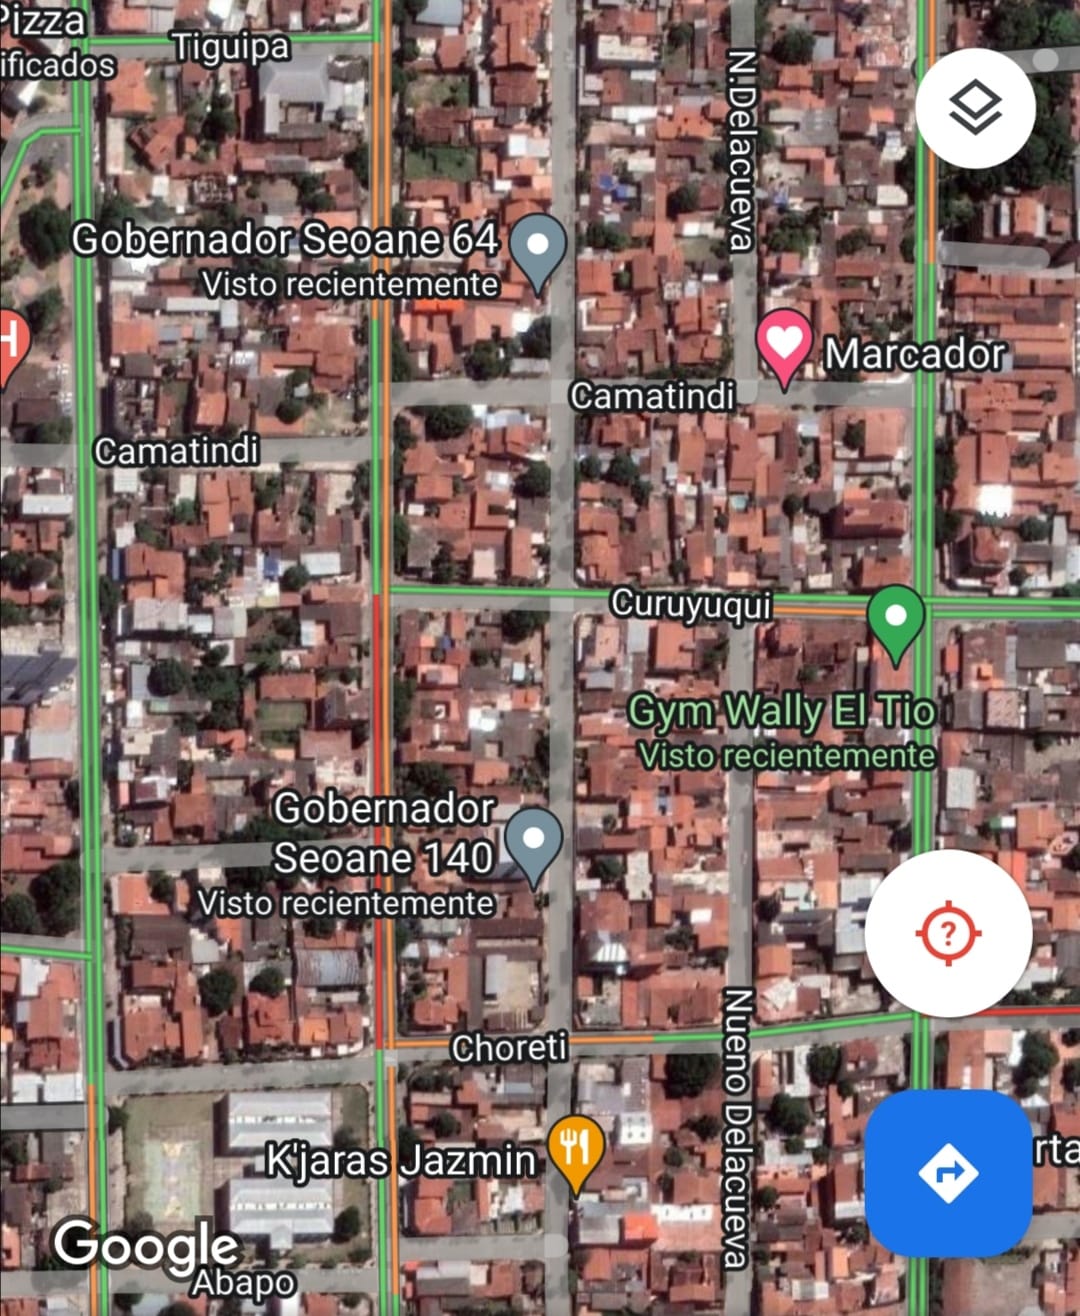 Pizza
ificados
Tiguipa
N.Delacueva
Gobernador Seoane 64
Visto recientemente
H
Marcador
Camatindi
Camatindi
Curuyuqui
Gym Wally El Tio
Visto recientemente
Gobernador
Seoane 140
Visto recientemente
?
Choreti
Nueno Delacueva
K'jaras Jazmin
rta
Google
Abapo